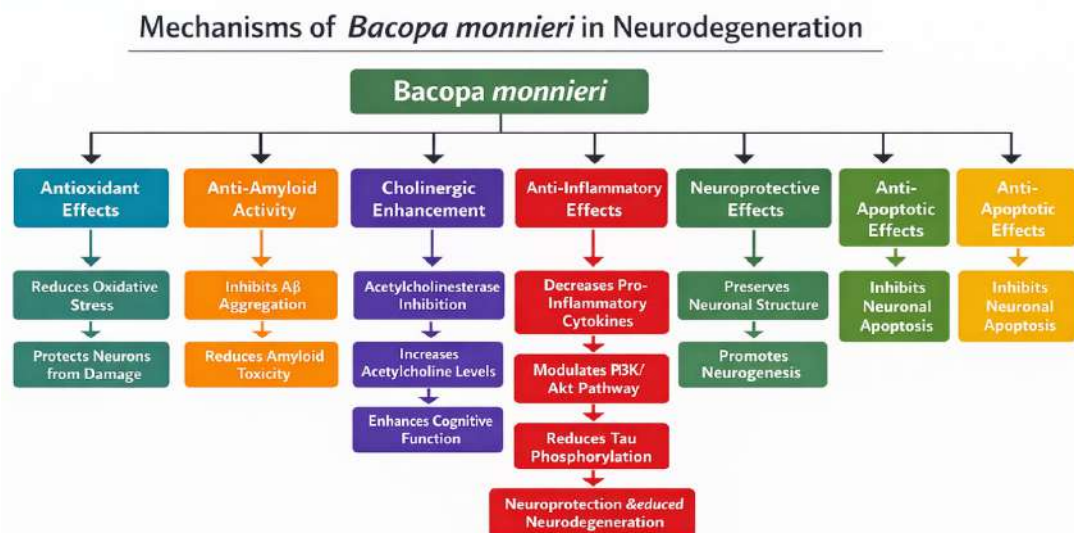 Mechanisms of Bacopa monnieri in Neurodegeneration
Bacopa monnieri
Antioxidant
Effects
Reduces Oxidative
Stress
Protects Neurons
from Damage
Anti-Amyloid
Activity
Inhibits Aβ
Aggregation
Reduces Amyloid
Toxicity
Cholinergic
Enhancement
Acetylcholinesterase
Inhibition
Increases
Acetylcholine Levels
Enhances Cognitive
Function
Anti-Inflammatory
Effects
Decreases Pro-
Inflammatory
Cytokines
Modulates PI3K/
Akt Pathway
Reduces Tau
Phosphorylation
Neuroprotection &educed
Neurodegeneration
Neuroprotective
Effects
Preserves
Neuronal Structure
Promotes
Neurogenesis
Anti-
Apoptotic
Effects
Inhibits
Neuronal
Apoptosis
Anti-
Apoptotic
Effects
Inhibits
Neuronal
Apoptosis